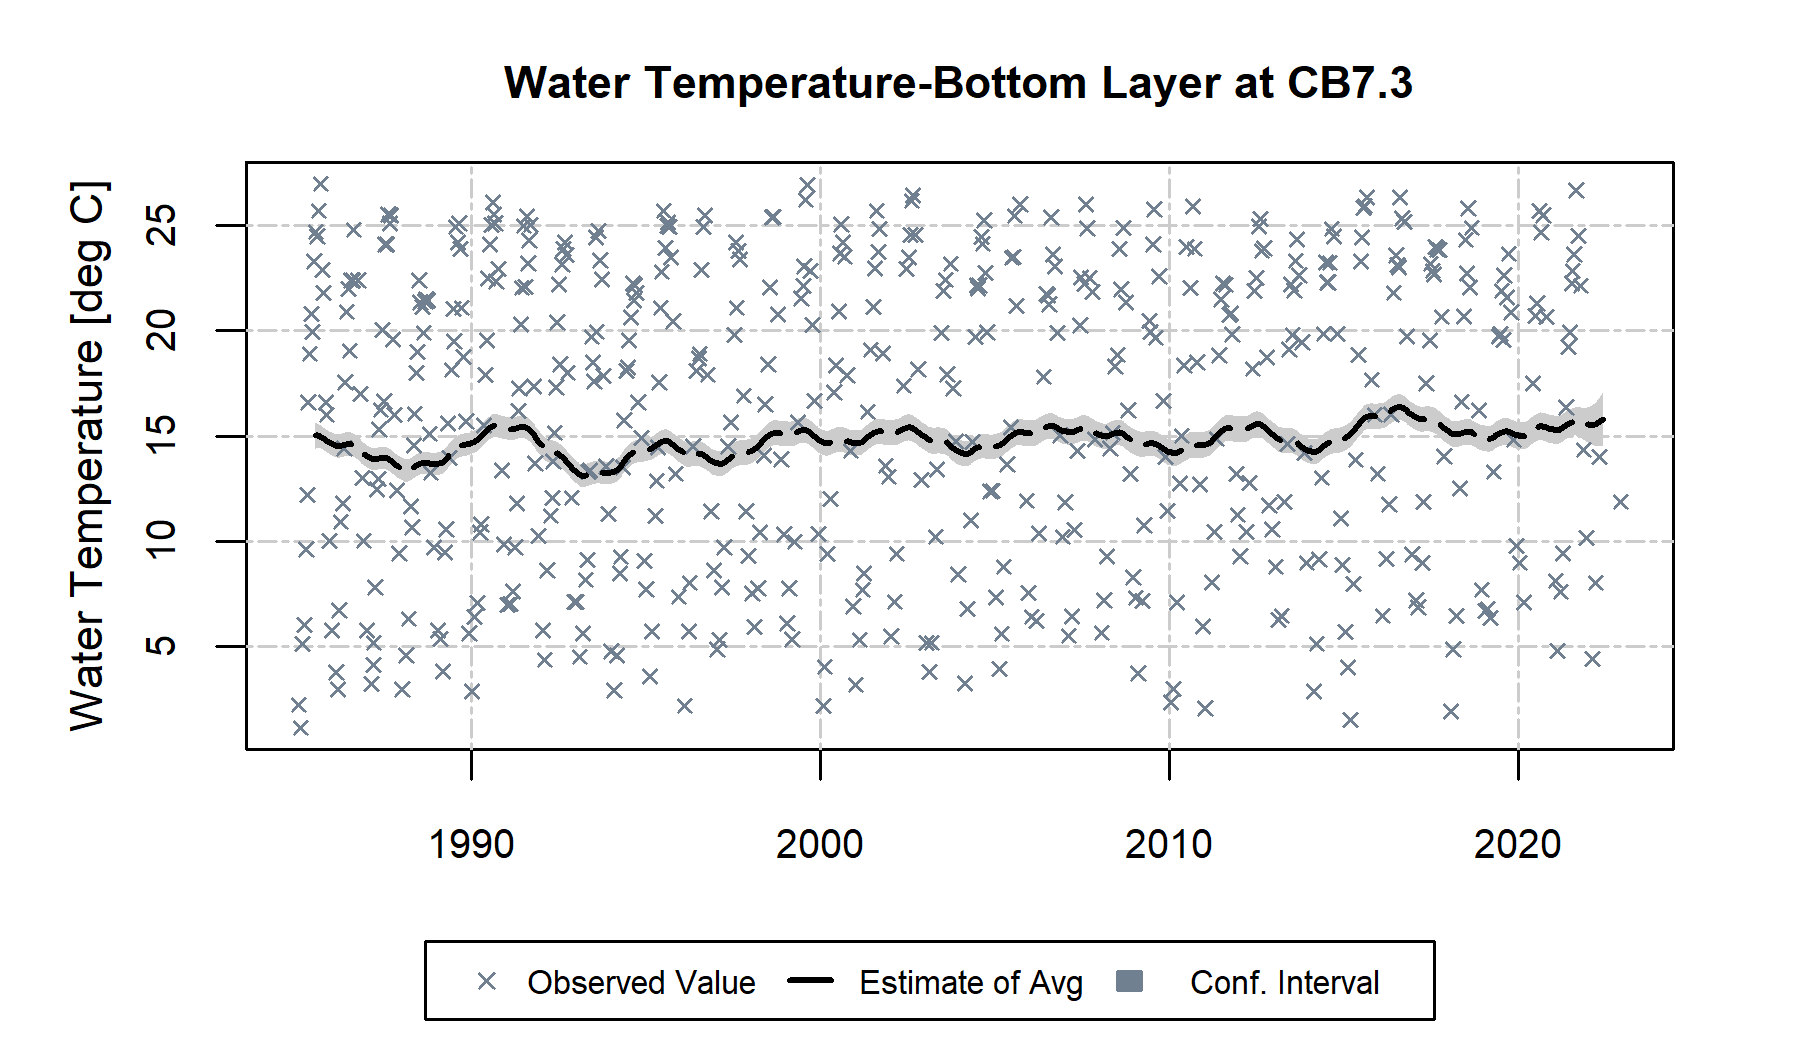 Water Temperature-Bottom Layer at CB7.3
Water Temperature [deg C]
25
20
15
10
5
1990 2000 2010 2020
Observed Value Estimate of Avg Conf. Interval